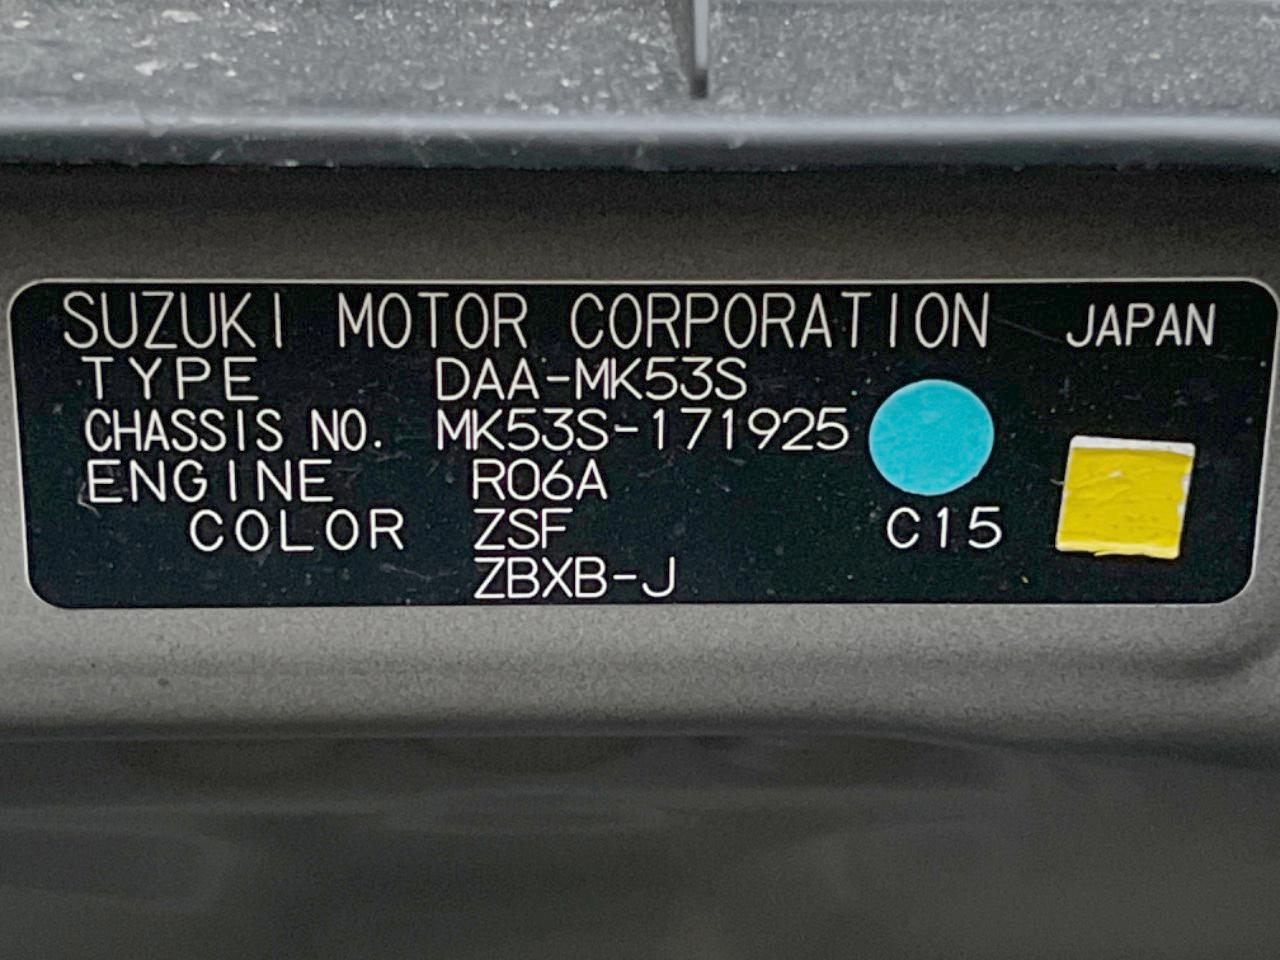 SUZUKI MOTOR CORPORATION JAPAN
TYPE DAA-MK53S
CHASSIS NO. MK53S-171925
ENGINE R06A
COLOR ZSF C15
ZBXB-J